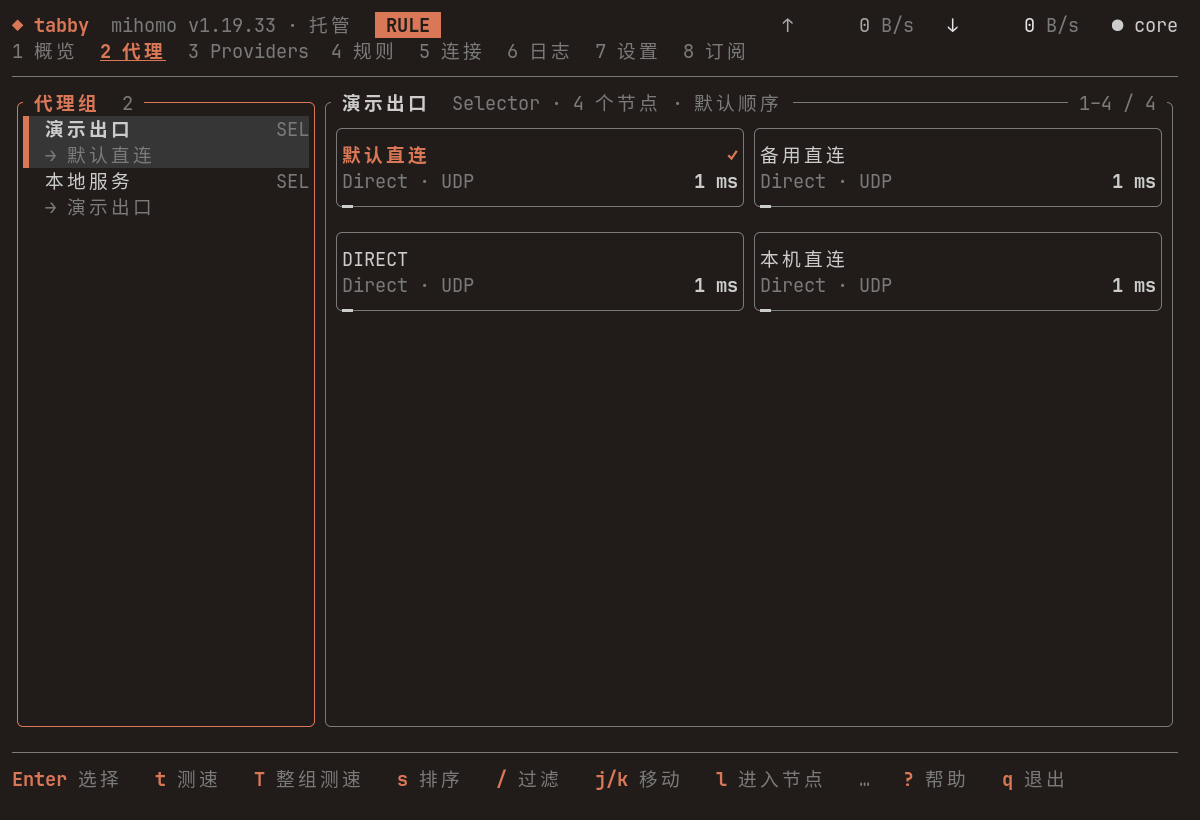 ◆ tabby mihomo v1.19.33 · 托管 RULE ↑ 0 B/s ↓ 0 B/s ● core
1 概览 2 代理 3 Providers 4 规则 5 连接 6 日志 7 设置 8 订阅
代理组 2
演示出口 SEL
→ 默认直连
本地服务 SEL
→ 演示出口
演示出口 Selector · 4 个节点 · 默认顺序 1–4 / 4
默认直连 ✓
Direct · UDP 1 ms
备用直连
Direct · UDP 1 ms
DIRECT
Direct · UDP 1 ms
本机直连
Direct · UDP 1 ms
Enter 选择 t 测速 T 整组测速 s 排序 / 过滤 j/k 移动 l 进入节点 … ? 帮助 q 退出